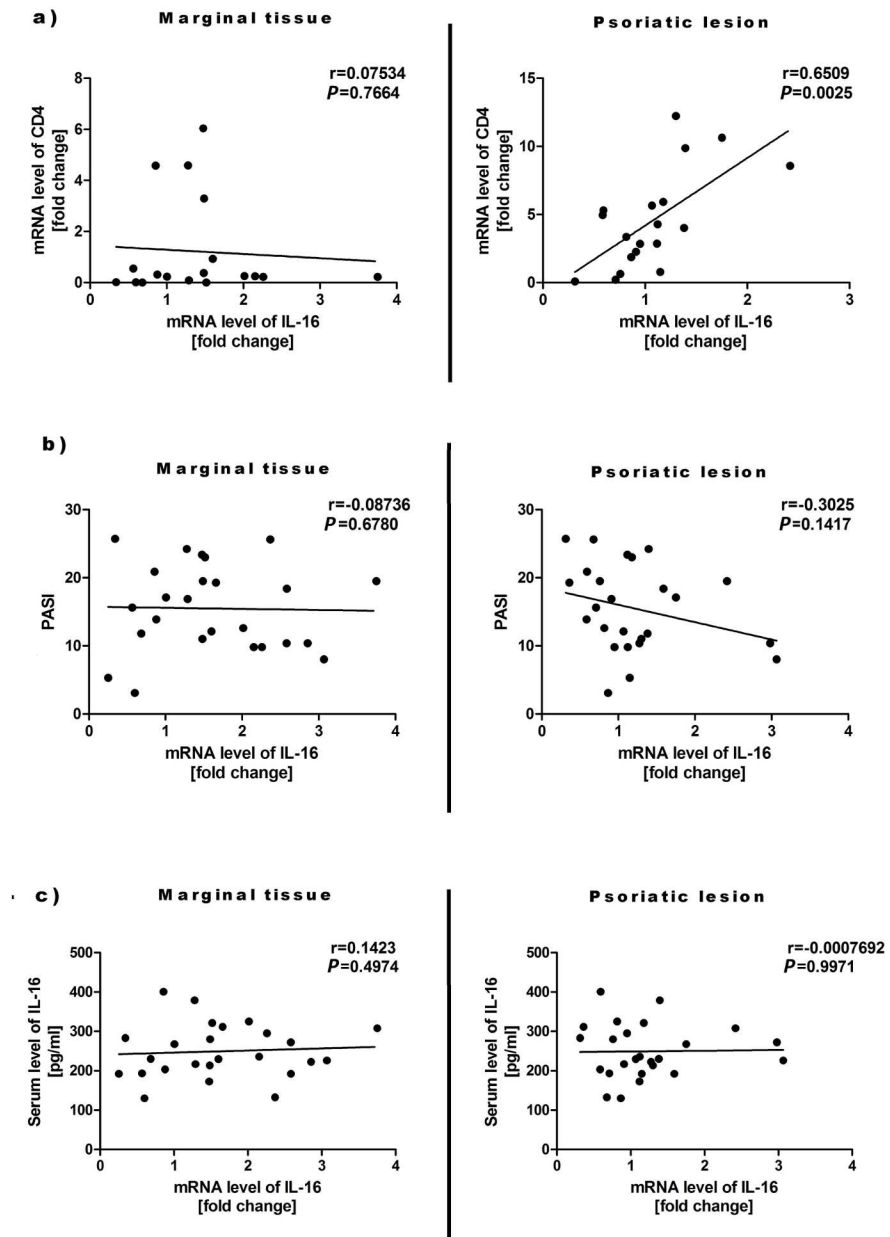 a)
Marginal tissue
Psoriatic lesion
r=0.07534
P=0.7664
mRNA level of CD4
[fold change]
8
6
4
2
0
0 1 2 3 4
mRNA level of IL-16
[fold change]
r=0.6509
P=0.0025
mRNA level of CD4
[fold change]
15
10
5
0
0 1 2 3
mRNA level of IL-16
[fold change]
b)
Marginal tissue
Psoriatic lesion
r=-0.08736
P=0.6780
PASI
30
20
10
0
0 1 2 3 4
mRNA level of IL-16
[fold change]
r=-0.3025
P=0.1417
PASI
30
20
10
0
0 1 2 3 4
mRNA level of IL-16
[fold change]
c)
Marginal tissue
Psoriatic lesion
r=0.1423
P=0.4974
Serum level of IL-16
[pg/ml]
500
400
300
200
100
0
0 1 2 3 4
mRNA level of IL-16
[fold change]
r=-0.0007692
P=0.9971
Serum level of IL-16
[pg/ml]
500
400
300
200
100
0
0 1 2 3 4
mRNA level of IL-16
[fold change]